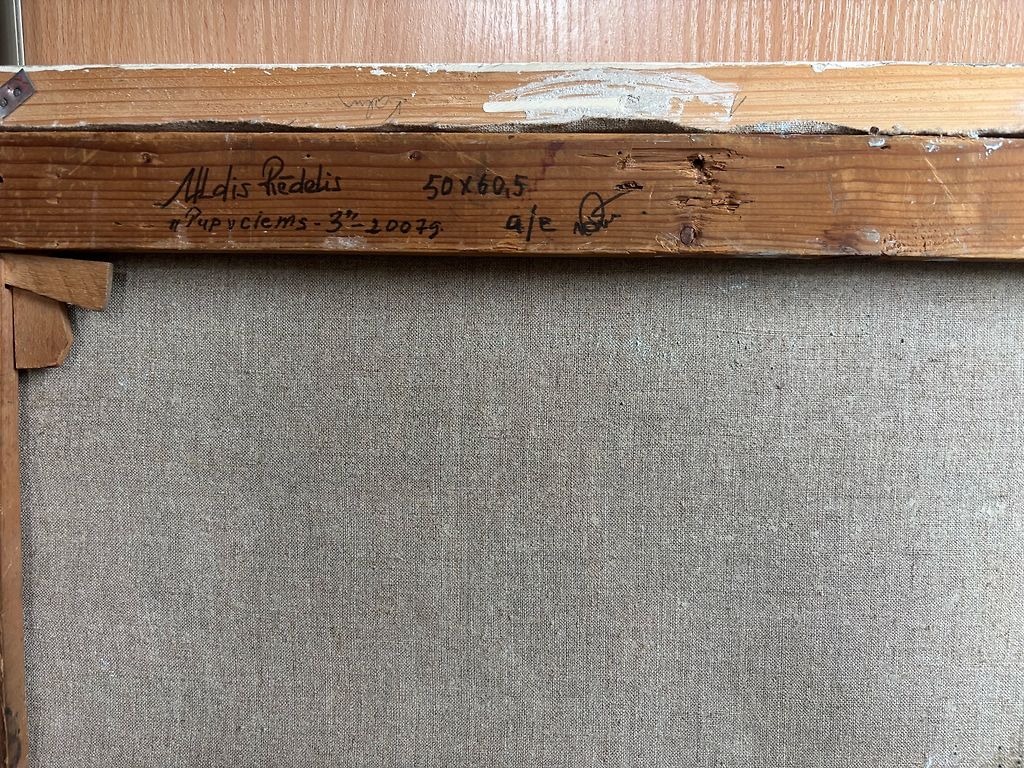 Aldis Rēdelis 50x60,5
"Pupuciems-3"-2007g. a/e